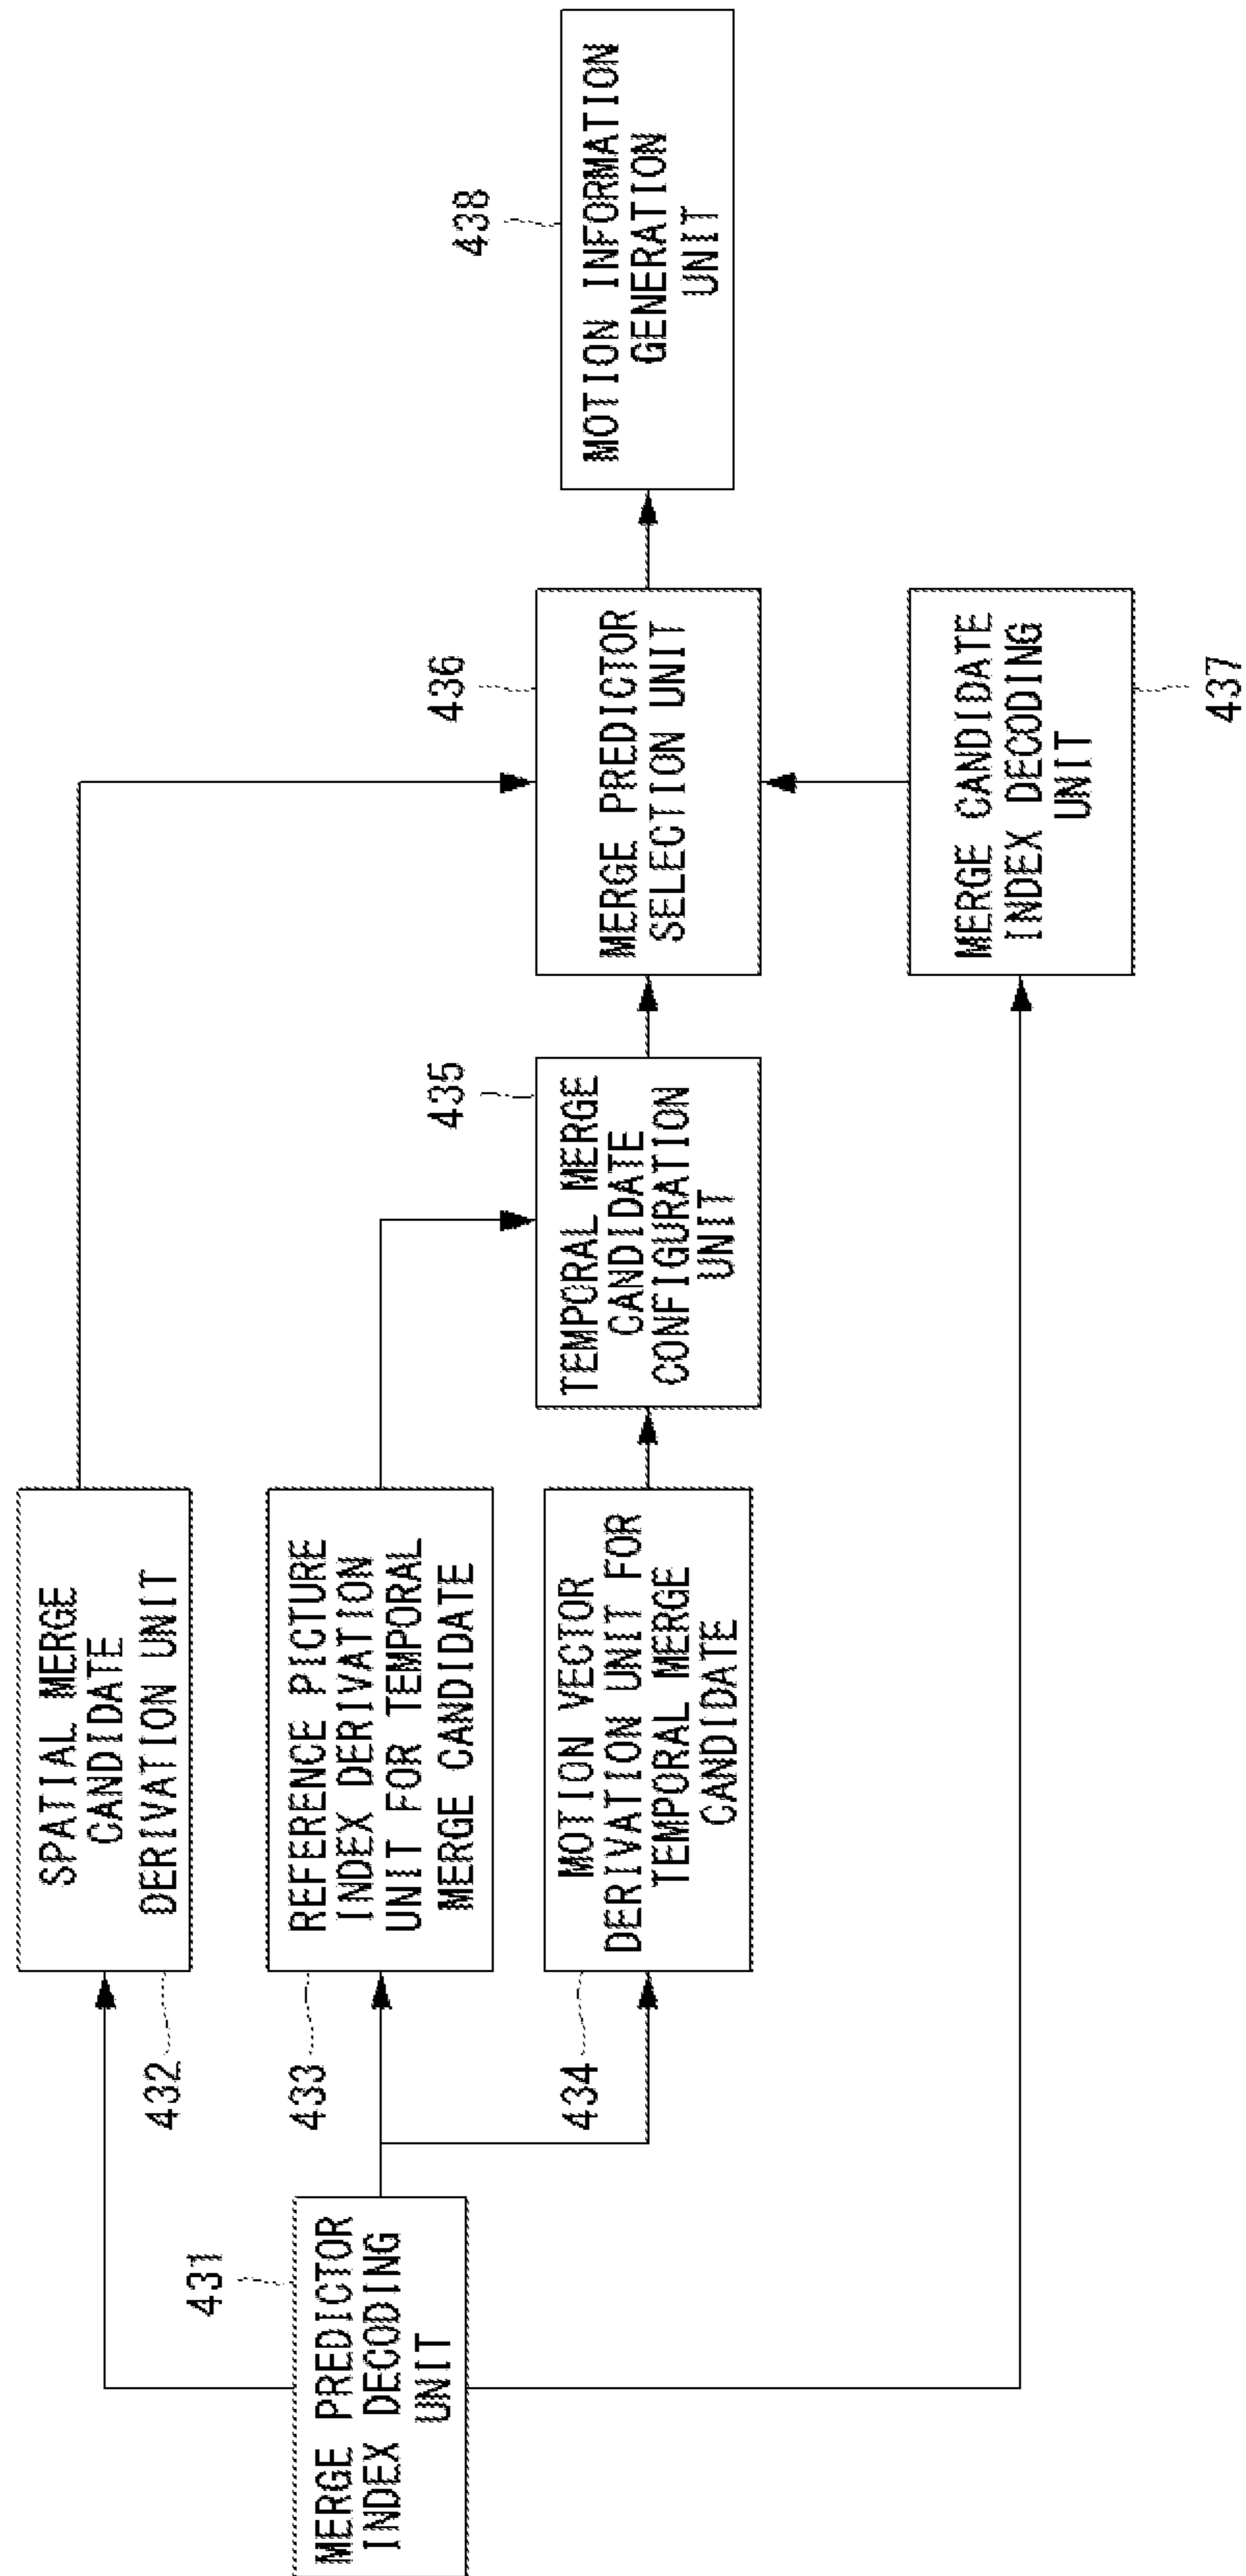 431
MERGE PREDICTOR
INDEX DECODING
UNIT
432
SPATIAL MERGE
CANDIDATE
DERIVATION UNIT
433
REFERENCE PICTURE
INDEX DERIVATION
UNIT FOR TEMPORAL
MERGE CANDIDATE
434
MOTION VECTOR
DERIVATION UNIT FOR
TEMPORAL MERGE
CANDIDATE
435
TEMPORAL MERGE
CANDIDATE
CONFIGURATION
UNIT
436
MERGE PREDICTOR
SELECTION UNIT
MERGE CANDIDATE
INDEX DECODING
UNIT
437
438
MOTION INFORMATION
GENERATION
UNIT